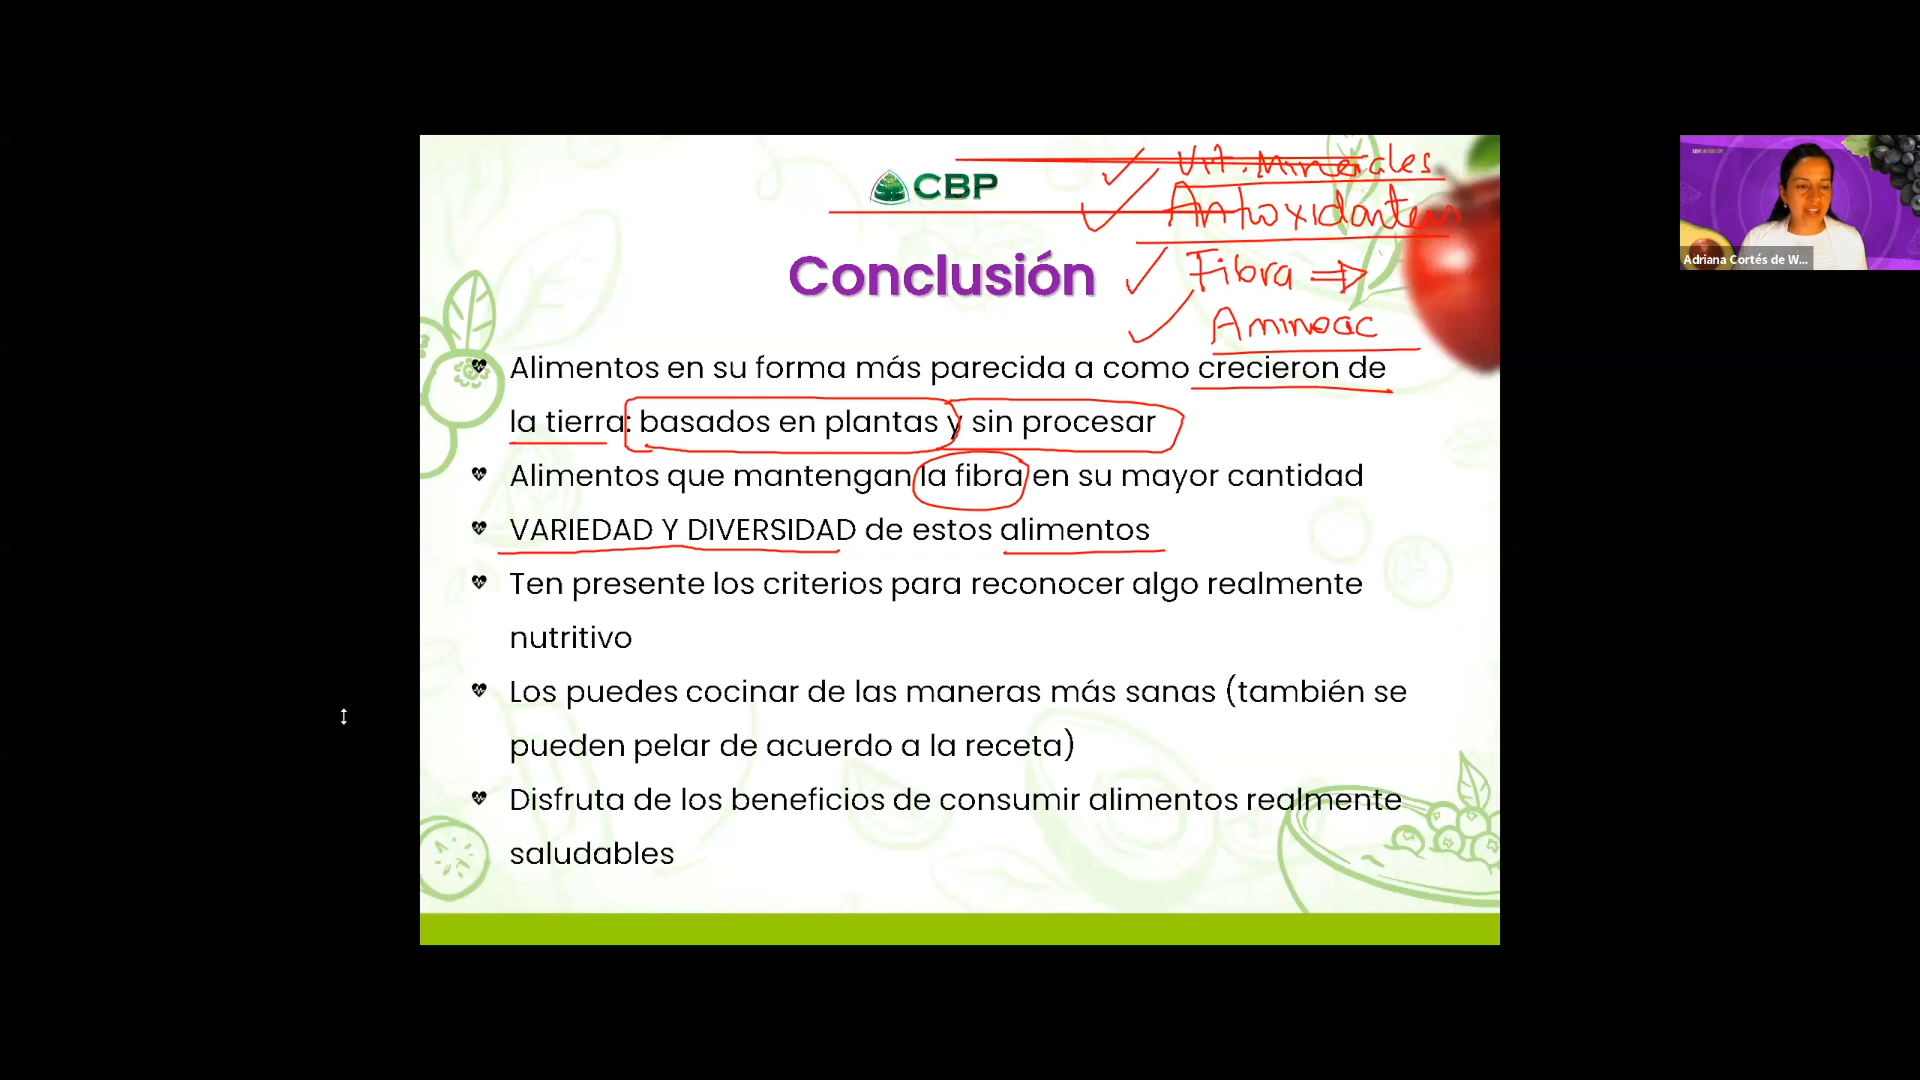 Vit. Minerales
CBP
Antioxidantes
Conclusión
Fibra ⇒
Aminoac
Alimentos en su forma más parecida a como crecieron de
la tierra: basados en plantas y sin procesar
Alimentos que mantengan la fibra en su mayor cantidad
VARIEDAD Y DIVERSIDAD de estos alimentos
Ten presente los criterios para reconocer algo realmente
nutritivo
Los puedes cocinar de las maneras más sanas (también se
pueden pelar de acuerdo a la receta)
Disfruta de los beneficios de consumir alimentos realmente
saludables
Adriana Cortés de W...